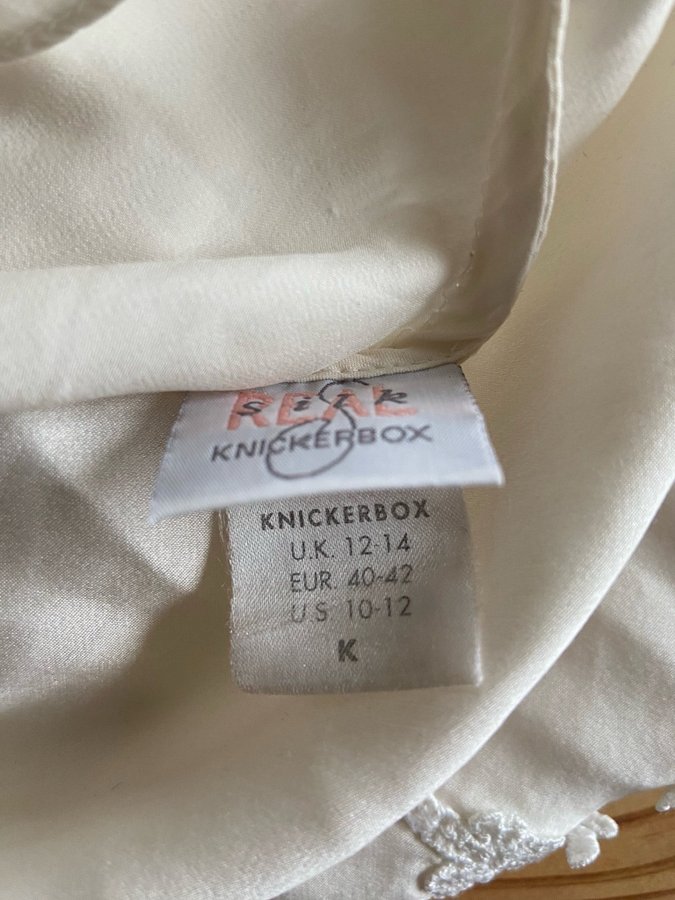 REAL
silk
KNICKERBOX
KNICKERBOX
U.K. 12-14
EUR. 40-42
U.S 10-12
K